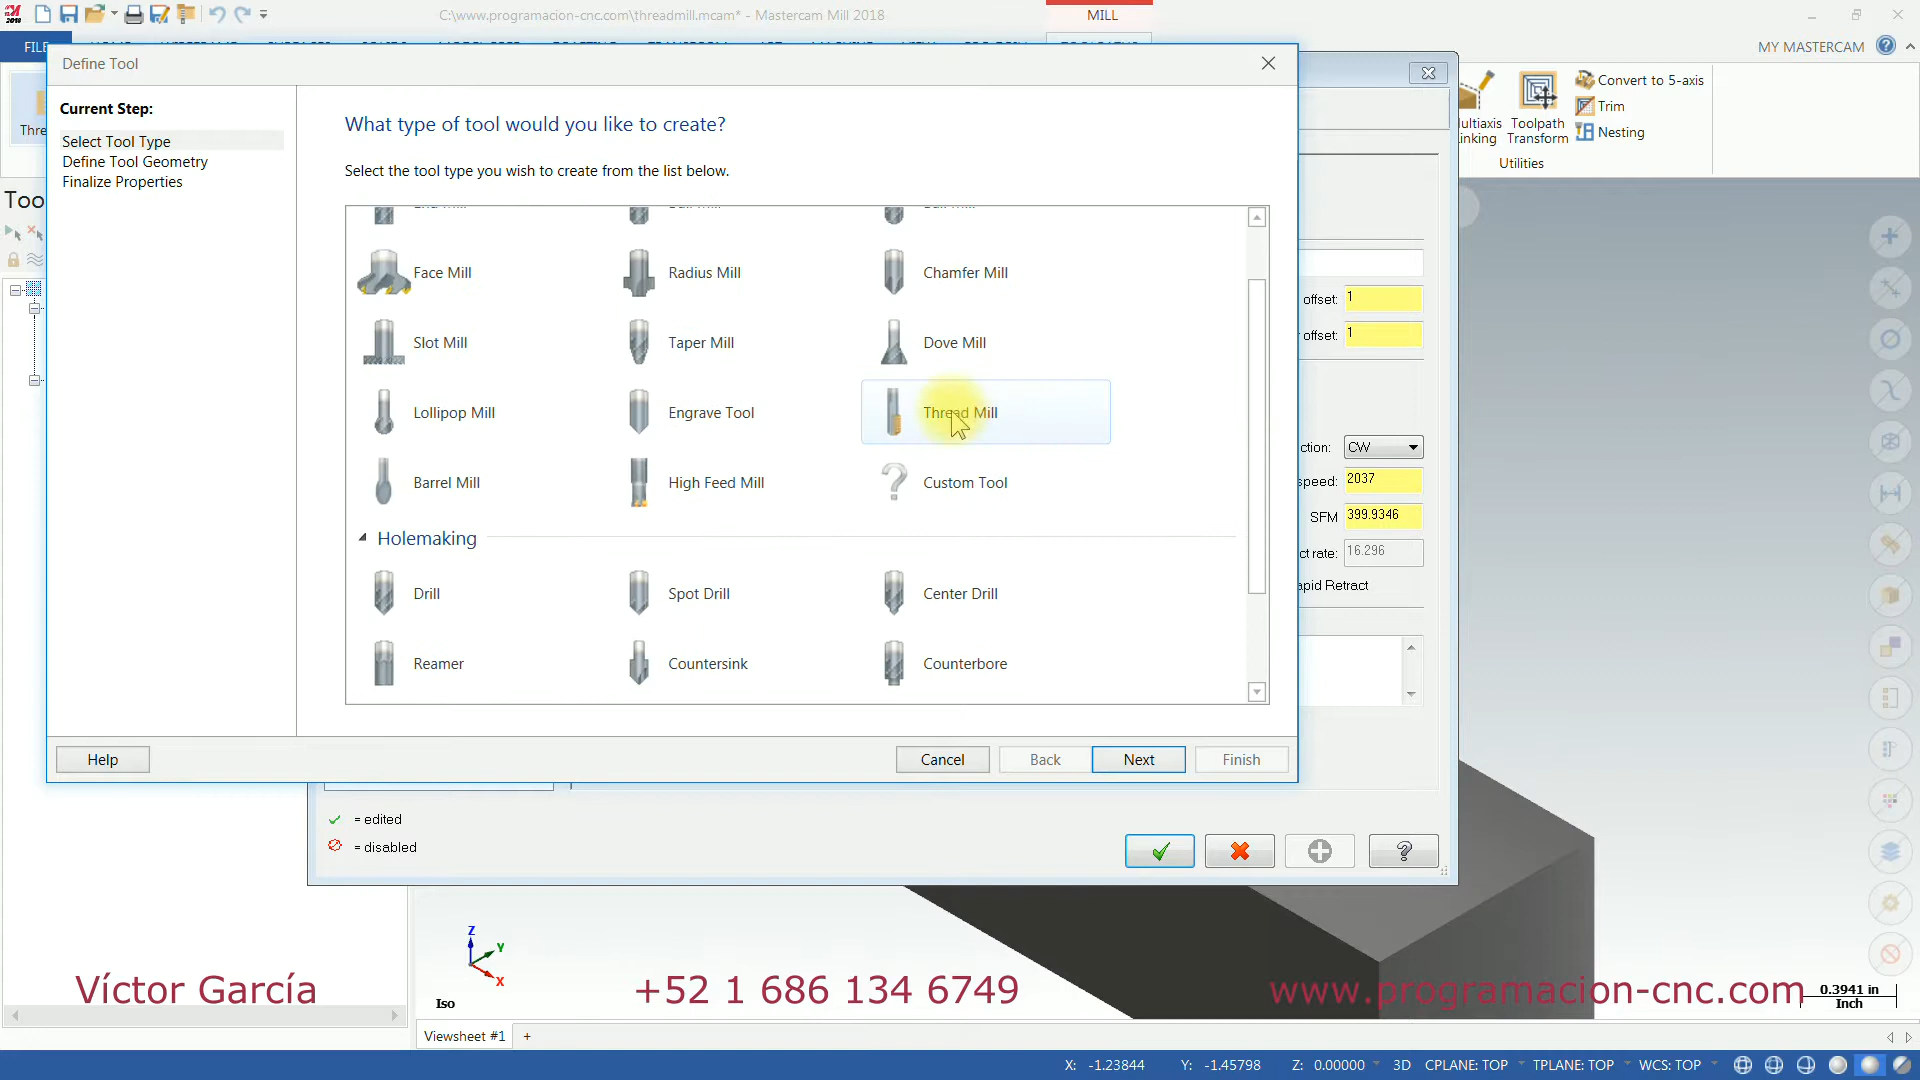 C:\www.programacion-cnc.com\threadmill.mcam* - Mastercam Mill 2018
MILL
FILE
MY MASTERCAM
Define Tool
Current Step:
Select Tool Type
Define Tool Geometry
Finalize Properties
What type of tool would you like to create?
Select the tool type you wish to create from the list below.
Face Mill
Radius Mill
Chamfer Mill
Slot Mill
Taper Mill
Dove Mill
Lollipop Mill
Engrave Tool
Thread Mill
Barrel Mill
High Feed Mill
Custom Tool
Holemaking
Drill
Spot Drill
Center Drill
Reamer
Countersink
Counterbore
Help
Cancel
Back
Next
Finish
Toolpath
Transform
Convert to 5-axis
Trim
Nesting
Utilities
offset: 1
offset: 1
CW
speed: 2037
SFM 399.9346
rate: 16.296
Retract
= edited
= disabled
Z
Y
X
Iso
Víctor García
+52 1 686 134 6749
www.programacion-cnc.com
0.3941 in
Inch
Viewsheet #1 +
X: -1.23844 Y: -1.45798 Z: 0.00000 3D CPLANE: TOP TPLANE: TOP WCS: TOP